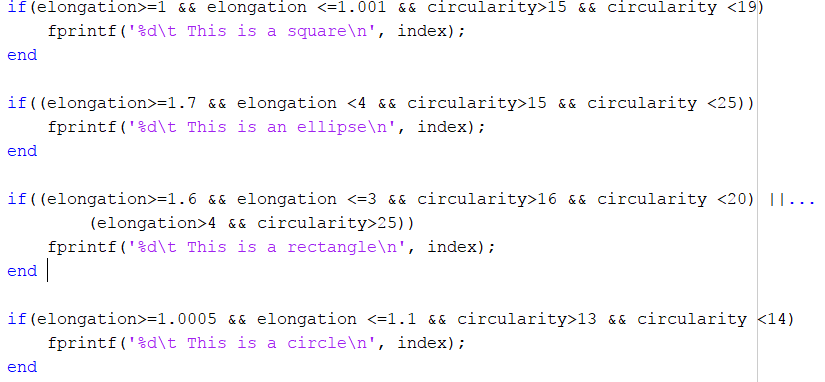 if(elongation>=1 && elongation <=1.001 && circularity>15 && circularity <19)
    fprintf('%d\t This is a square\n', index);
end

if((elongation>=1.7 && elongation <4 && circularity>15 && circularity <25))
    fprintf('%d\t This is an ellipse\n', index);
end

if((elongation>=1.6 && elongation <=3 && circularity>16 && circularity <20) ||...
        (elongation>4 && circularity>25))
    fprintf('%d\t This is a rectangle\n', index);
end

if(elongation>=1.0005 && elongation <=1.1 && circularity>13 && circularity <14)
    fprintf('%d\t This is a circle\n', index);
end